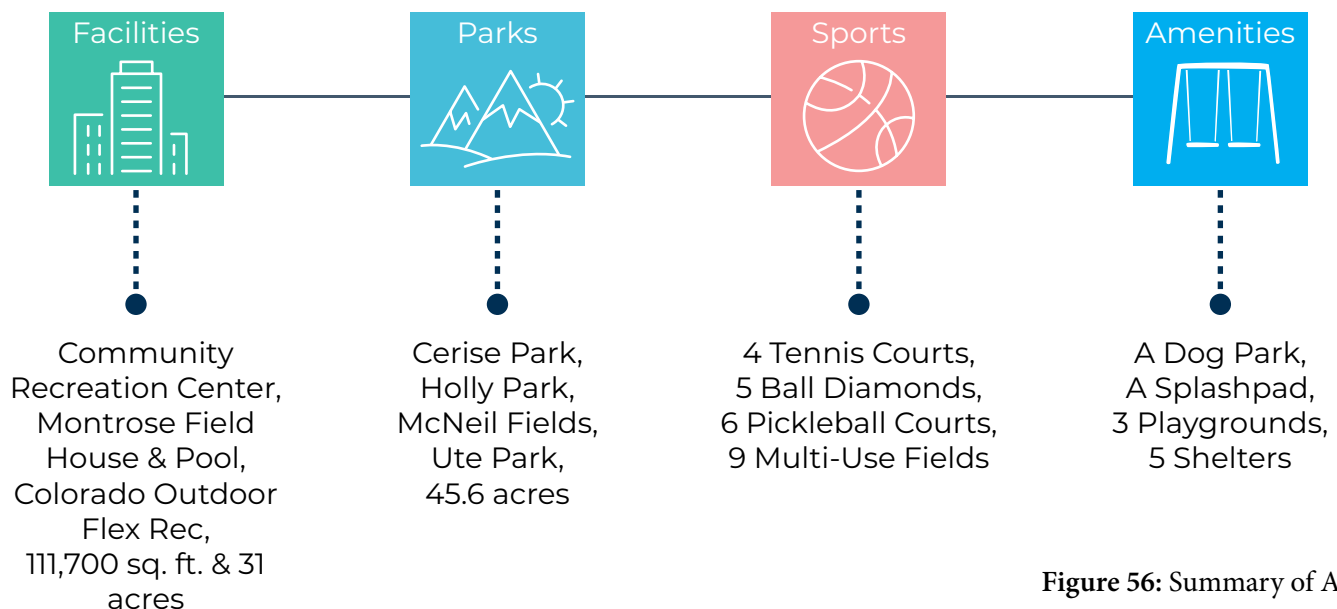 Facilities
Parks
Sports
Amenities
Community
Recreation Center,
Montrose Field
House & Pool,
Colorado Outdoor
Flex Rec,
111,700 sq. ft. & 31
acres
Cerise Park,
Holly Park,
McNeil Fields,
Ute Park,
45.6 acres
4 Tennis Courts,
5 Ball Diamonds,
6 Pickleball Courts,
9 Multi-Use Fields
A Dog Park,
A Splashpad,
3 Playgrounds,
5 Shelters
Figure 56: Summary of A